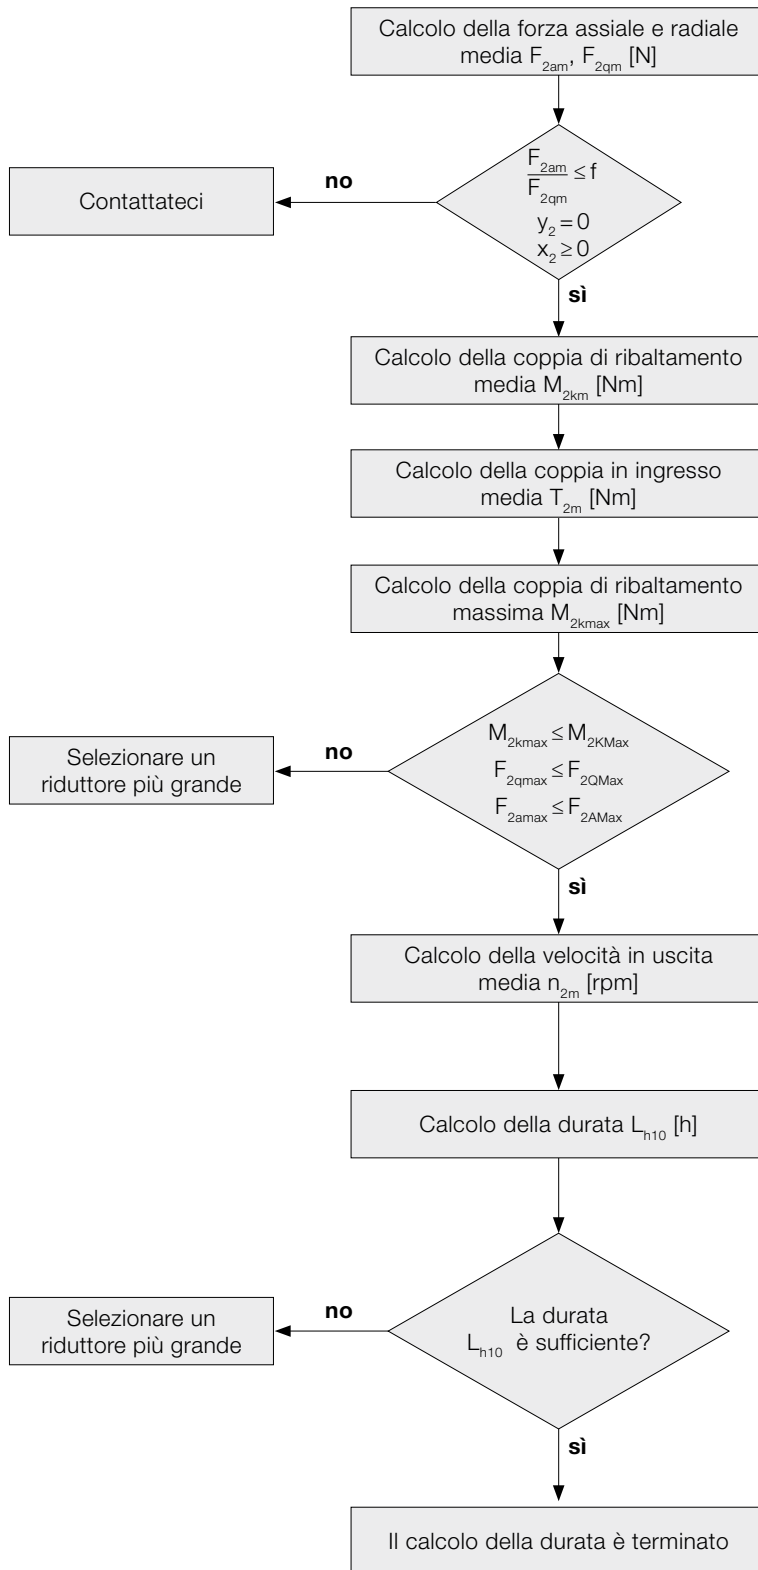 Calcolo della forza assiale e radiale
media F2am, F2qm [N]
F2am
F2qm
≤ f
y2 = 0
x2 ≥ 0
no
Contattateci
sì
Calcolo della coppia di ribaltamento
media M2km [Nm]
Calcolo della coppia in ingresso
media T2m [Nm]
Calcolo della coppia di ribaltamento
massima M2kmax [Nm]
M2kmax ≤ M2KMax
F2qmax ≤ F2QMax
F2amax ≤ F2AMax
no
Selezionare un
riduttore più grande
sì
Calcolo della velocità in uscita
media n2m [rpm]
Calcolo della durata Lh10 [h]
La durata
Lh10 è sufficiente?
no
Selezionare un
riduttore più grande
sì
Il calcolo della durata è terminato